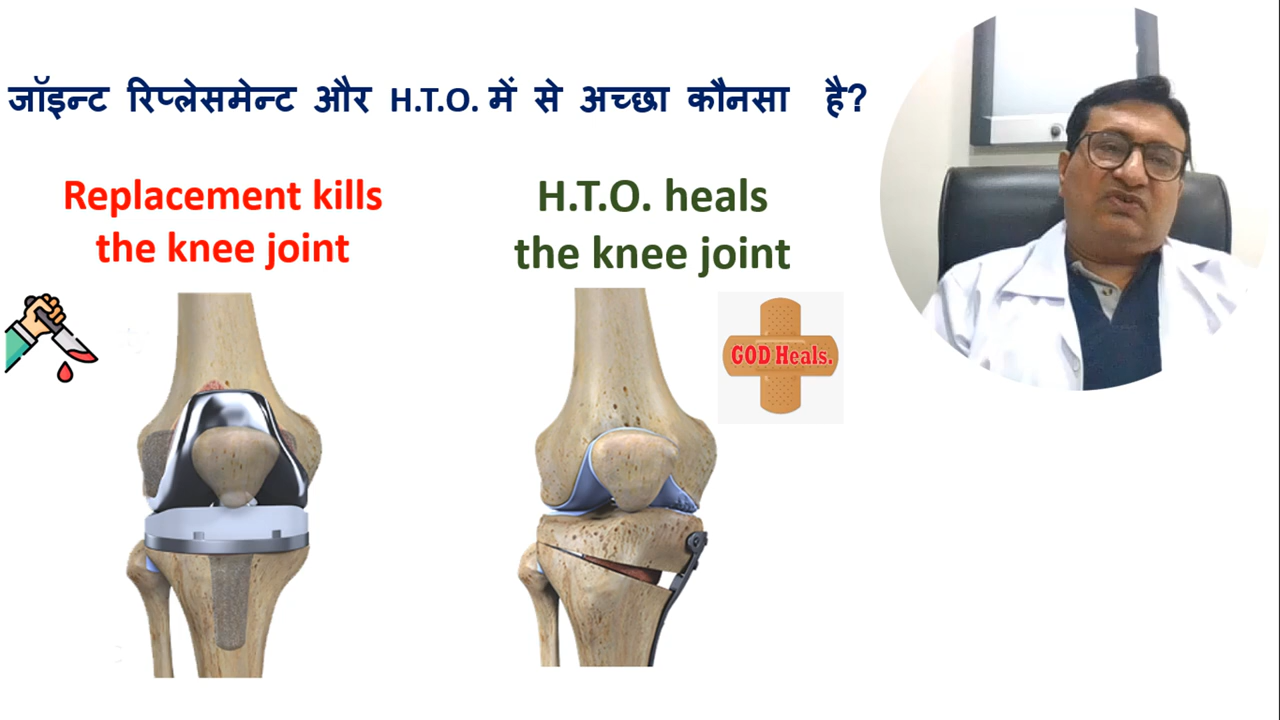 जॉइन्ट रिप्लेसमेन्ट और H.T.O. में से अच्छा कौनसा है?
Replacement kills
the knee joint
H.T.O. heals
the knee joint
GOD Heals.